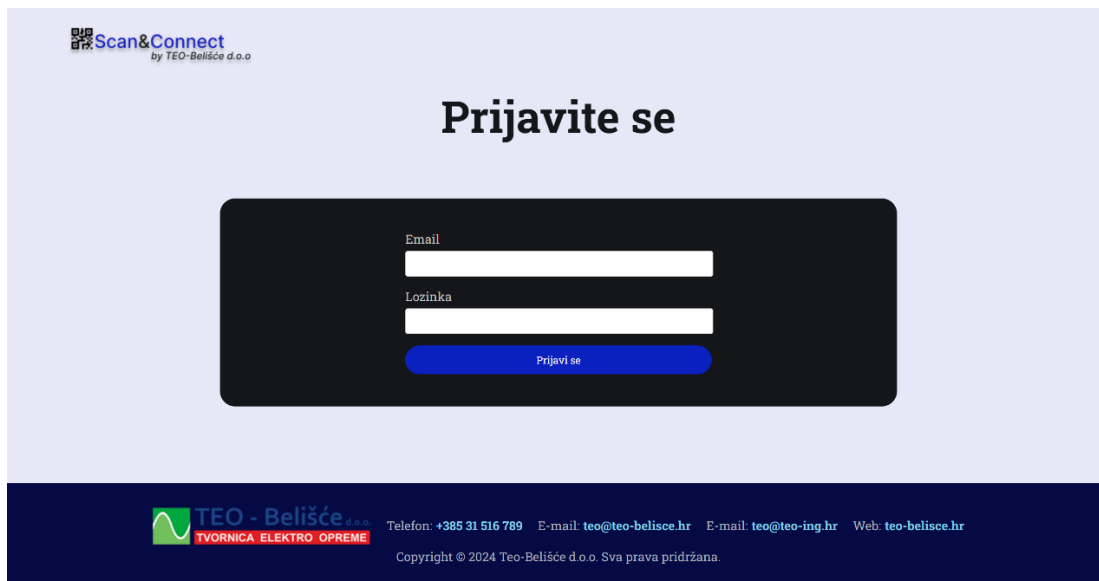 Scan&Connect
by TEO-Belišće d.o.o
Prijavite se
Email
Lozinka
Prijavi se
TEO - Belišće d.o.o.
TVORNICA ELEKTRO OPREME
Telefon: +385 31 516 789 E-mail: teo@teo-belisce.hr E-mail: teo@teo-ing.hr Web: teo-belisce.hr
Copyright © 2024 Teo-Belišće d.o.o. Sva prava pridržana.